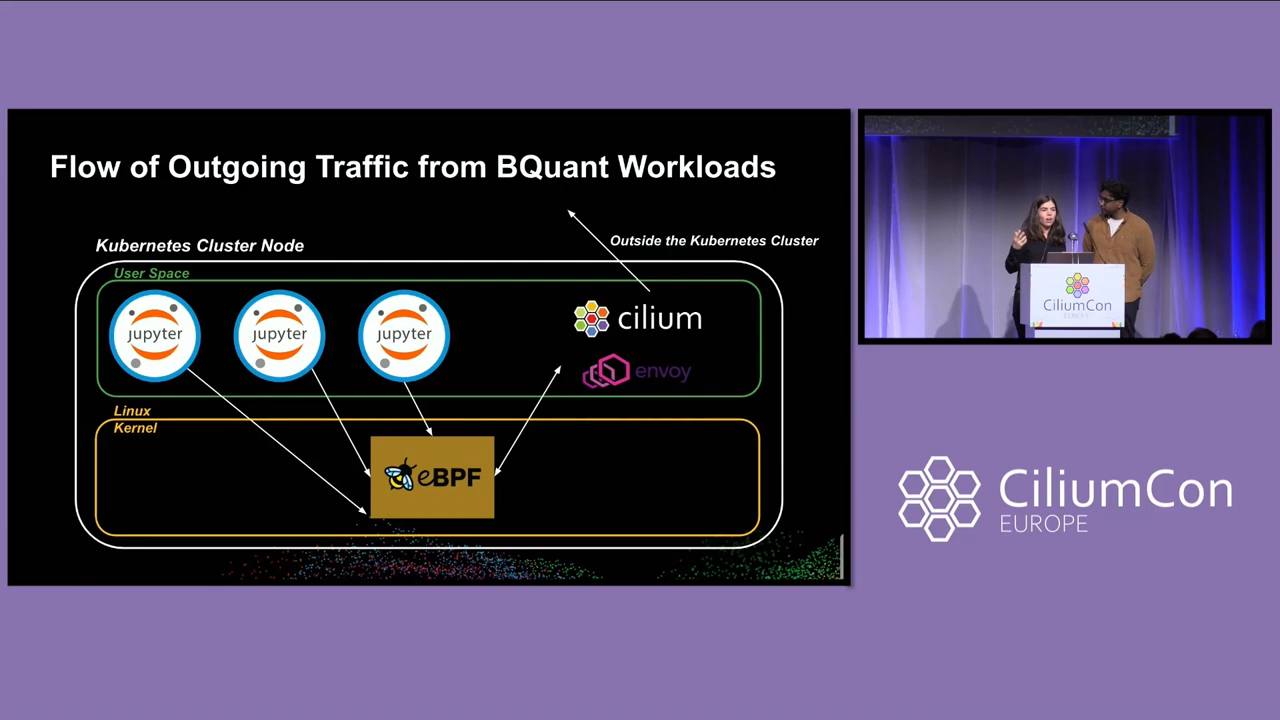 Flow of Outgoing Traffic from BQuant Workloads
Outside the Kubernetes Cluster
Kubernetes Cluster Node
User Space
jupyter
jupyter
jupyter
cilium
envoy
Linux
Kernel
eBPF
CiliumCon
EUROPE
CiliumCon
EUROPE